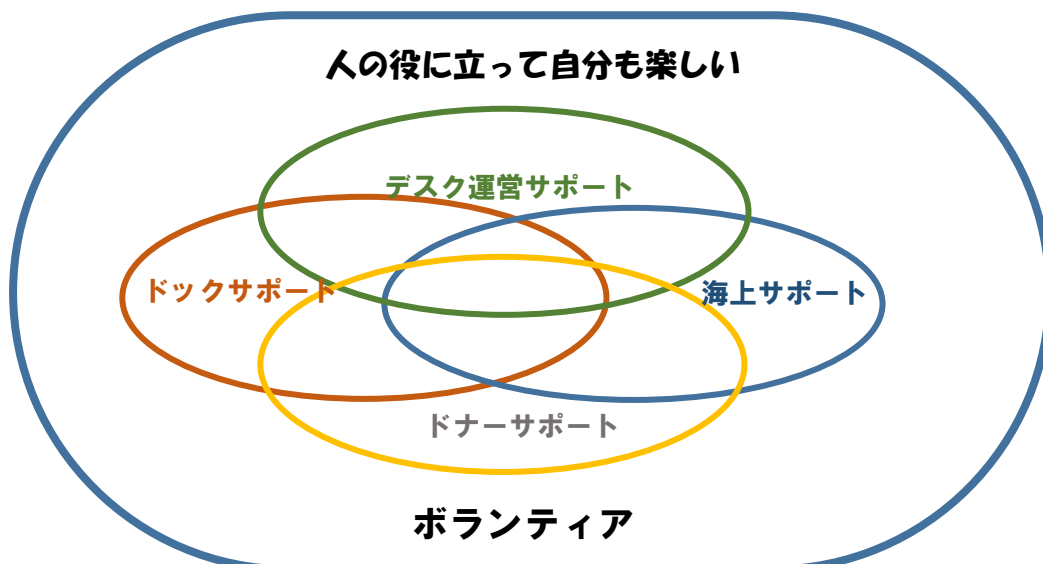 人の役に立って自分も楽しい
デスク運営サポート
ドックサポート
海上サポート
ドナーサポート
ボランティア